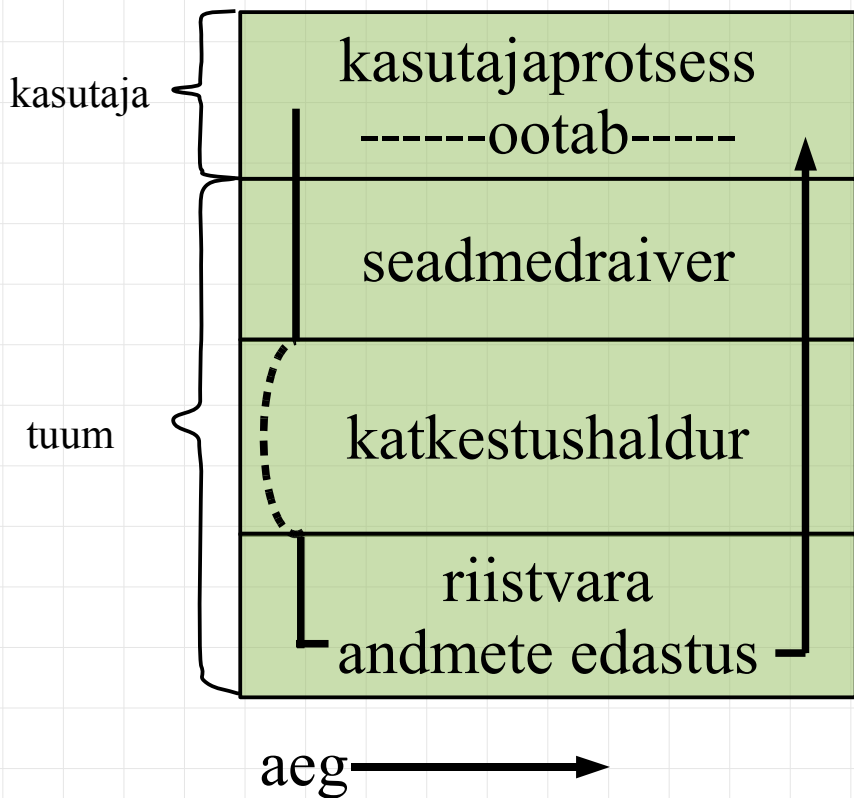 kasutajaprotsess
kasutaja
------ootab-----
seadmedraiver
tuum
katkestushaldur
riistvara
andmete edastus
aeg